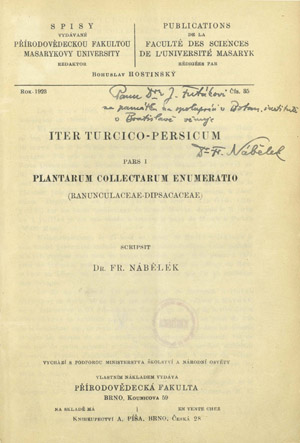 SPISY
VYDÁVANÉ
PŘÍRODOVĚDECKOU FAKULTOU
MASARYKOVY UNIVERSITY
REDAKTOR
PUBLICATIONS
DE LA
FACULTÉ DES SCIENCES
DE L'UNIVERSITÉ MASARYK
RÉDIGÉES PAR
BOHUSLAV HOSTINSKÝ
ROK 1923
ČÍS. 35
Panu Dr J. Futákovi
na památku na spolupráci v Botan. institutu
v Bratislavě věnuje
Dr Fr. Nábělek
ITER TURCICO-PERSICUM
PARS I
PLANTARUM COLLECTARUM ENUMERATIO
(RANUNCULACEAE-DIPSACACEAE)
SCRIPSIT
DR. FR. NÁBĚLEK
VYCHÁZÍ S PODPOROU MINISTERSTVA ŠKOLSTVÍ A NÁRODNÍ OSVĚTY
VLASTNÍM NÁKLADEM VYDÁVÁ
PŘÍRODOVĚDECKÁ FAKULTA
BRNO, KOUNICOVA 59
NA SKLADĚ MÁ
EN VENTE CHEZ
KNIHKUPECTVÍ A. PÍŠA, BRNO, ČESKÁ 28